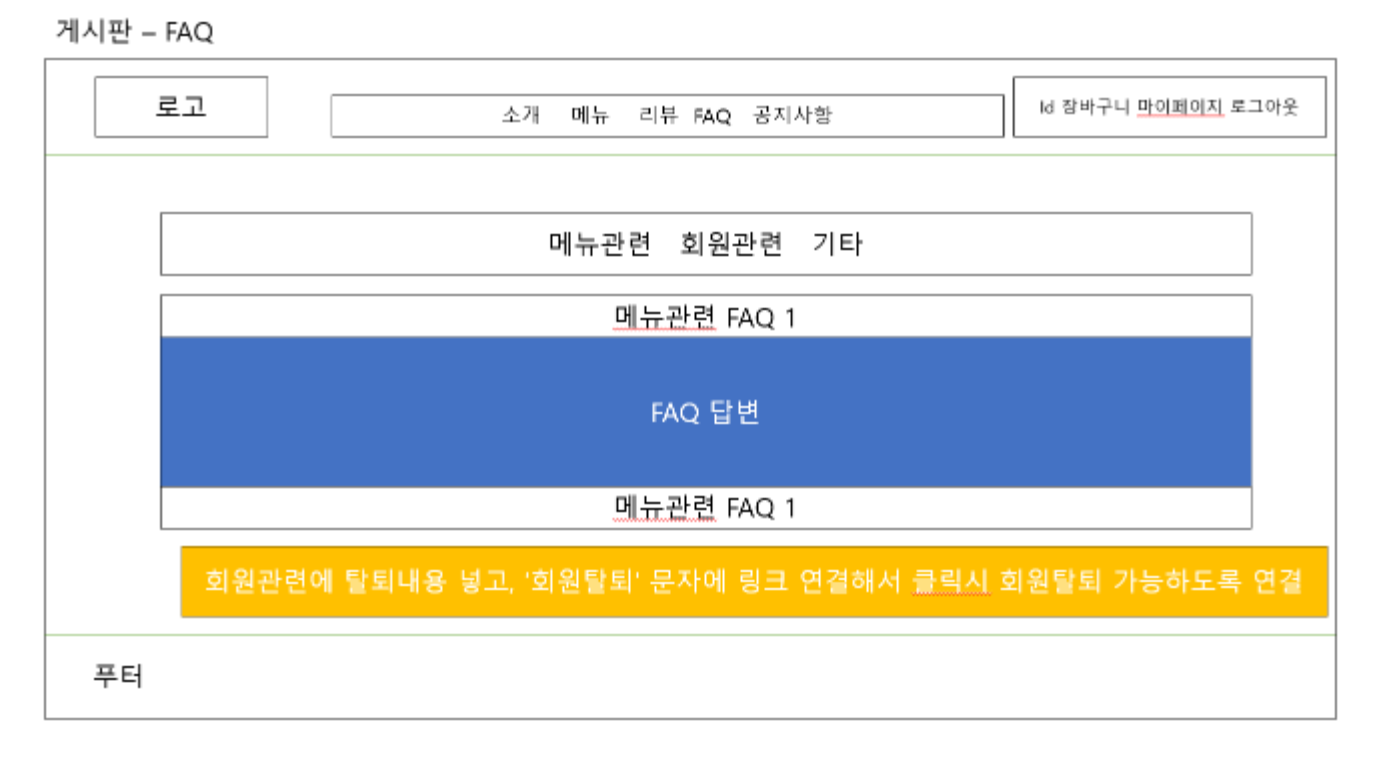 게시판 – FAQ
로고
소개 메뉴 리뷰 FAQ 공지사항
Id 장바구니 마이페이지 로그아웃
메뉴관련 회원관련 기타
메뉴관련 FAQ 1
FAQ 답변
메뉴관련 FAQ 1
회원관련에 탈퇴내용 넣고, '회원탈퇴' 문자에 링크 연결해서 클릭시 회원탈퇴 가능하도록 연결
푸터